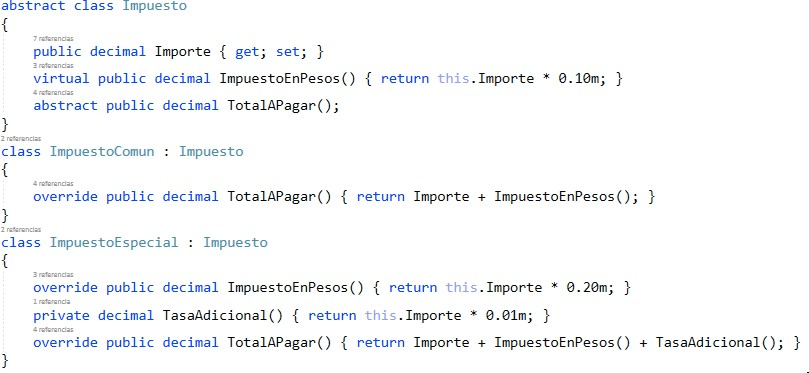 abstract class Impuesto
{
7 referencias
public decimal Importe { get; set; }
3 referencias
virtual public decimal ImpuestoEnPesos() { return this.Importe * 0.10m; }
4 referencias
abstract public decimal TotalAPagar();
}
2 referencias
class ImpuestoComun : Impuesto
{
4 referencias
override public decimal TotalAPagar() { return Importe + ImpuestoEnPesos(); }
}
2 referencias
class ImpuestoEspecial : Impuesto
{
3 referencias
override public decimal ImpuestoEnPesos() { return this.Importe * 0.20m; }
1 referencia
private decimal TasaAdicional() { return this.Importe * 0.01m; }
4 referencias
override public decimal TotalAPagar() { return Importe + ImpuestoEnPesos() + TasaAdicional(); }
}